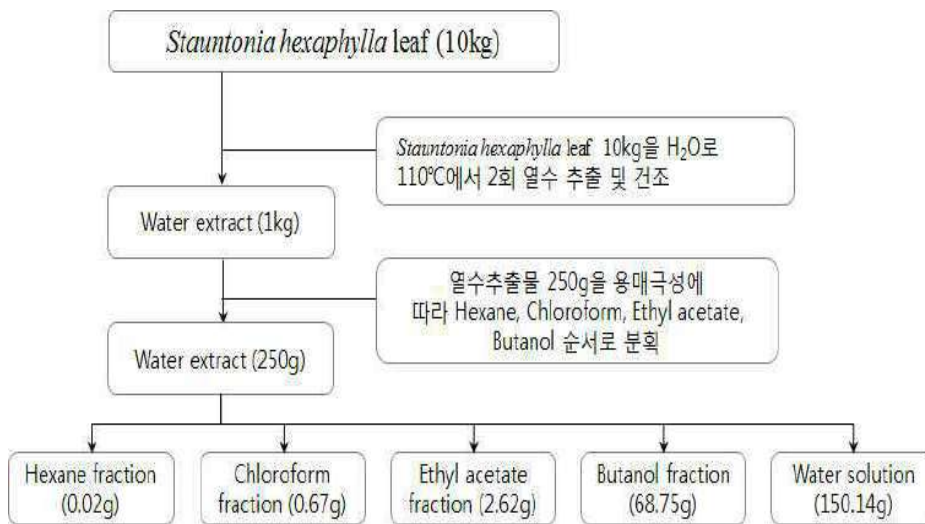 Stauntonia hexaphylla leaf (10kg)
Stauntonia hexaphylla leaf 10kg을 H₂O로
110℃에서 2회 열수 추출 및 건조
Water extract (1kg)
열수추출물 250g을 용매극성에
따라 Hexane, Chloroform, Ethyl acetate,
Butanol 순서로 분획
Water extract (250g)
Hexane fraction
(0.02g)
Chloroform
fraction (0.67g)
Ethyl acetate
fraction (2.62g)
Butanol fraction
(68.75g)
Water solution
(150.14g)